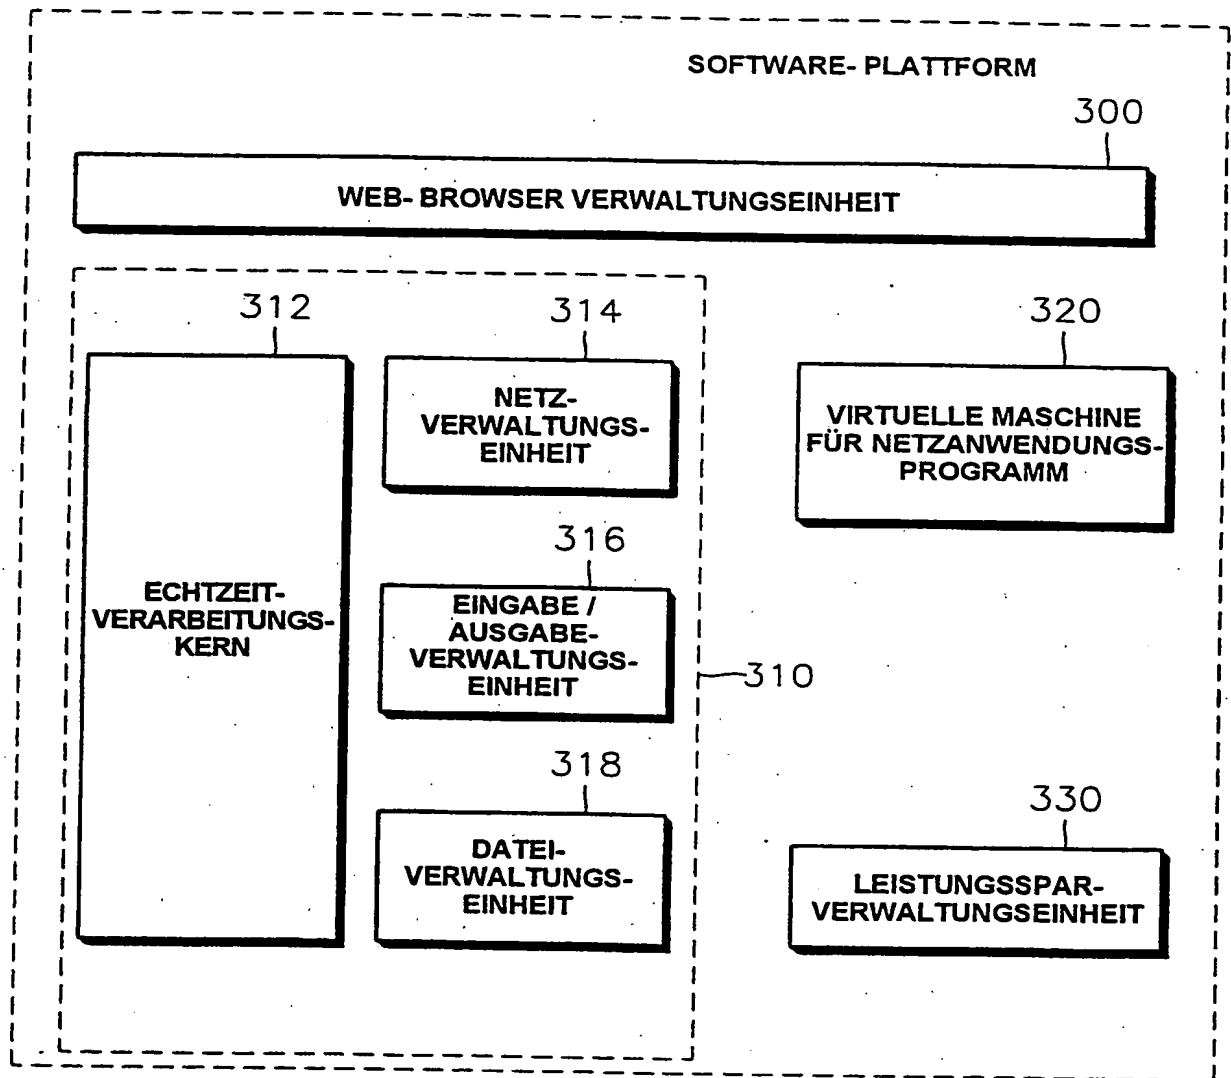 SOFTWARE- PLATTFORM
300
WEB- BROWSER VERWALTUNGSEINHEIT
312
314
320
NETZ-
VERWALTUNGS-
EINHEIT
VIRTUELLE MASCHINE
FÜR NETZANWENDUNGS-
PROGRAMM
316
ECHTZEIT-
VERARBEITUNGS-
KERN
EINGABE /
AUSGABE-
VERWALTUNGS-
EINHEIT
310
318
330
DATEI-
VERWALTUNGS-
EINHEIT
LEISTUNGSSPAR-
VERWALTUNGSEINHEIT